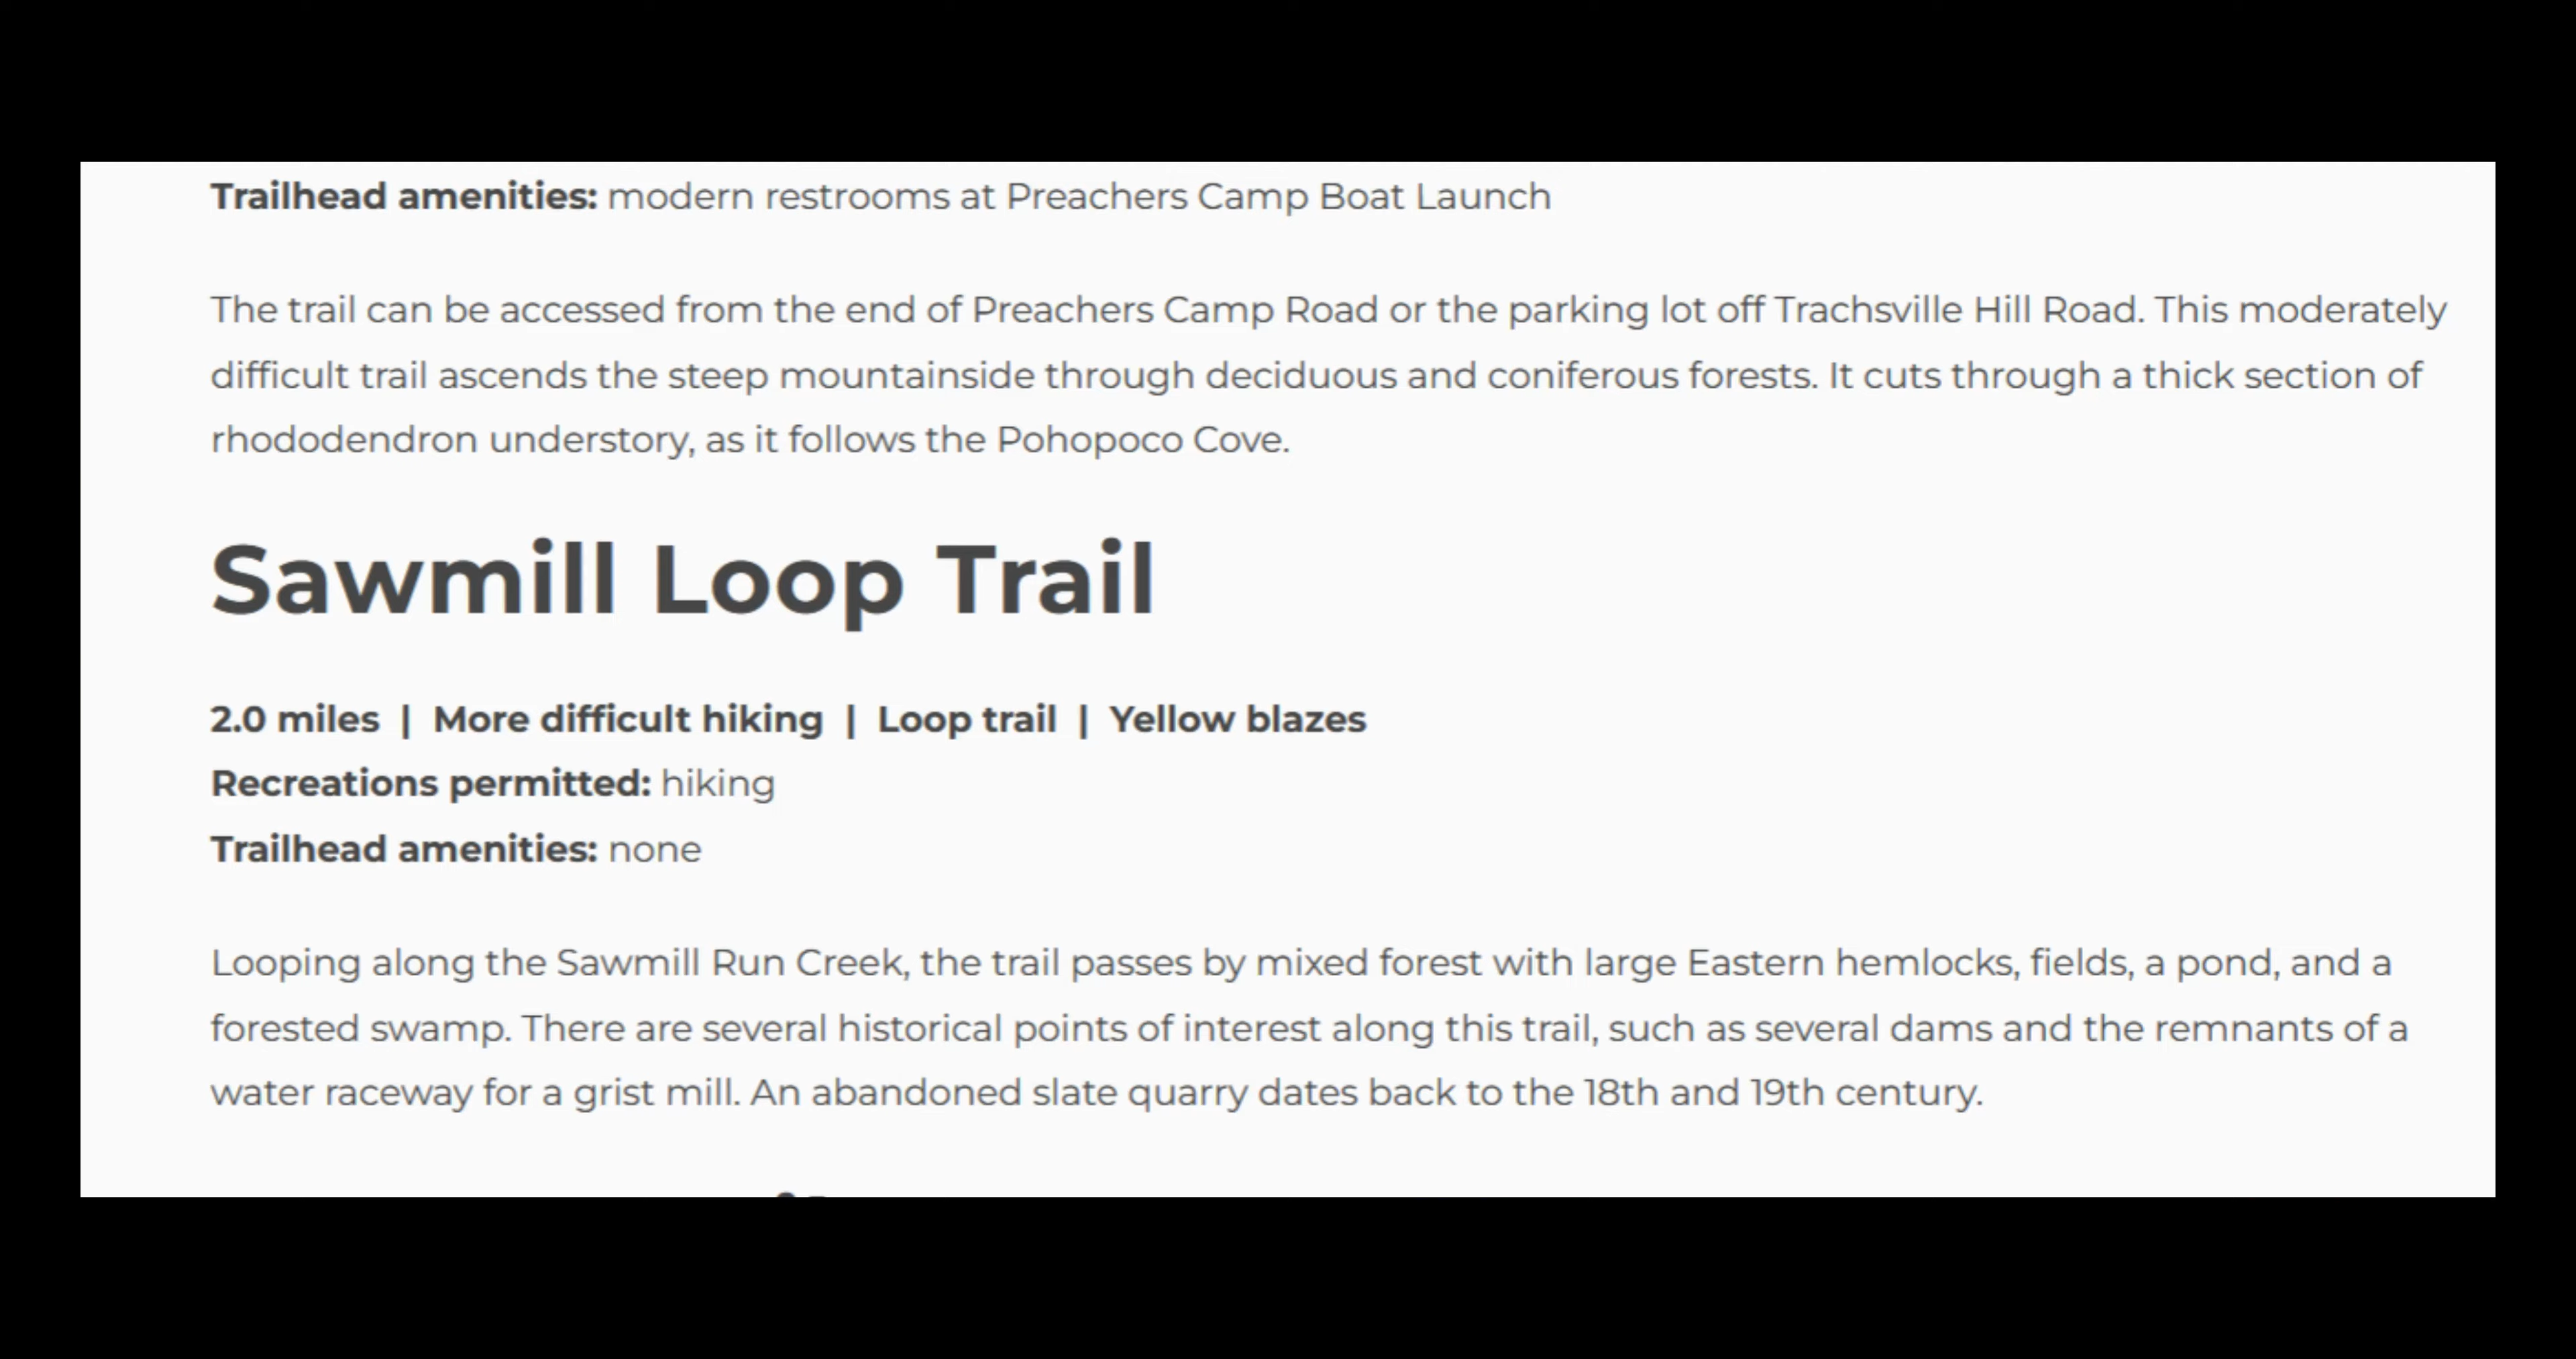 Trailhead amenities: modern restrooms at Preachers Camp Boat Launch
The trail can be accessed from the end of Preachers Camp Road or the parking lot off Trachsville Hill Road. This moderately
difficult trail ascends the steep mountainside through deciduous and coniferous forests. It cuts through a thick section of
rhododendron understory, as it follows the Pohopoco Cove.
Sawmill Loop Trail
2.0 miles | More difficult hiking | Loop trail | Yellow blazes
Recreations permitted: hiking
Trailhead amenities: none
Looping along the Sawmill Run Creek, the trail passes by mixed forest with large Eastern hemlocks, fields, a pond, and a
forested swamp. There are several historical points of interest along this trail, such as several dams and the remnants of a
water raceway for a grist mill. An abandoned slate quarry dates back to the 18th and 19th century.